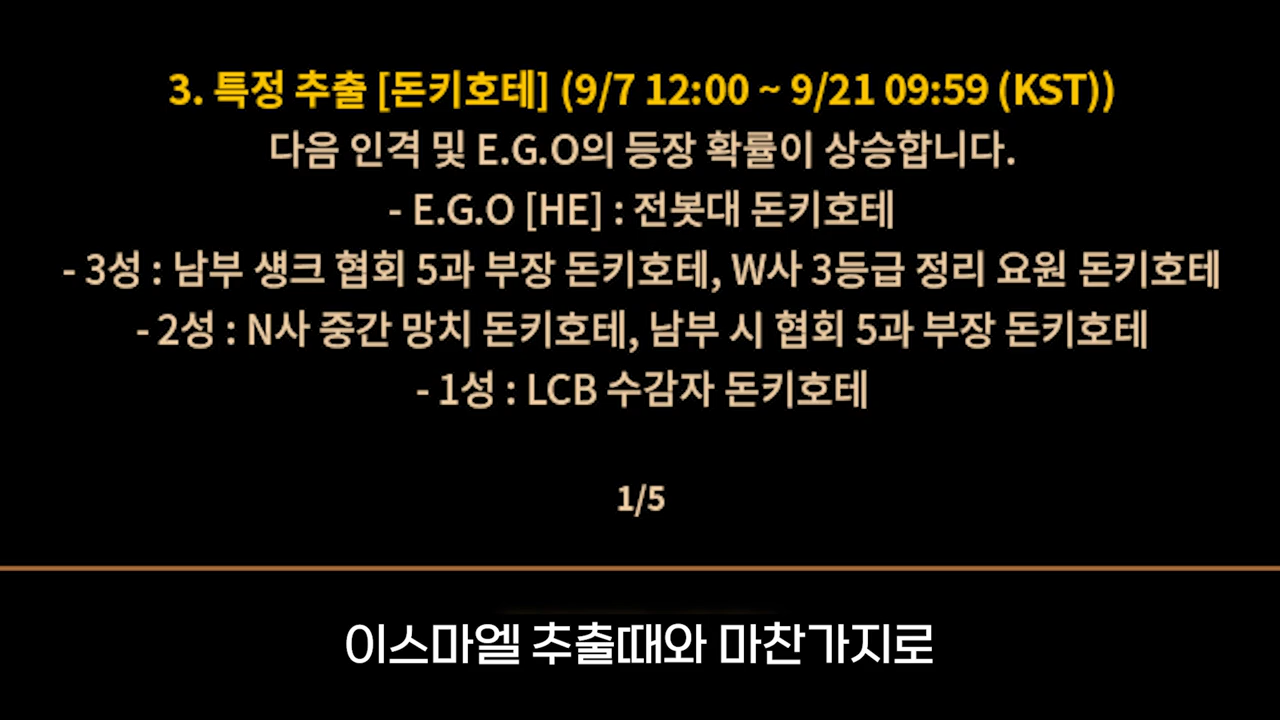 3. 특정 추출 [돈키호테] (9/7 12:00 ~ 9/21 09:59 (KST))
다음 인격 및 E.G.O의 등장 확률이 상승합니다.
- E.G.O [HE] : 전봇대 돈키호테
- 3성 : 남부 섕크 협회 5과 부장 돈키호테, W사 3등급 정리 요원 돈키호테
- 2성 : N사 중간 망치 돈키호테, 남부 시 협회 5과 부장 돈키호테
- 1성 : LCB 수감자 돈키호테
1/5
이스마엘 추출때와 마찬가지로